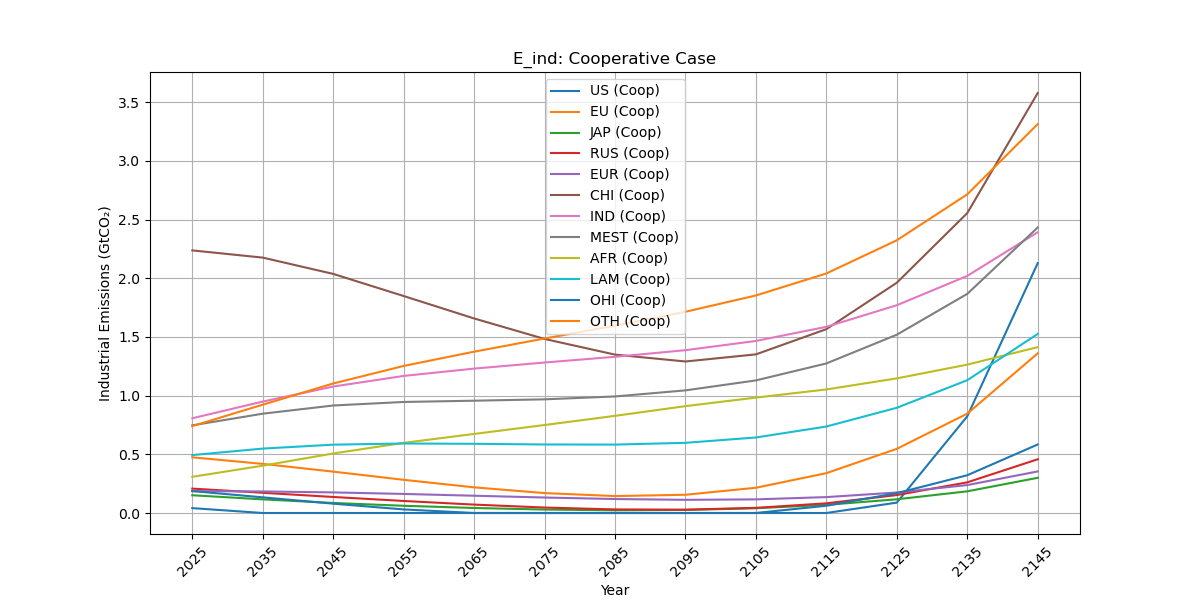 E_ind: Cooperative Case
US (Coop)
EU (Coop)
JAP (Coop)
RUS (Coop)
EUR (Coop)
CHI (Coop)
IND (Coop)
MEST (Coop)
AFR (Coop)
LAM (Coop)
OHI (Coop)
OTH (Coop)
Industrial Emissions (GtCO₂)
3.5
3.0
2.5
2.0
1.5
1.0
0.5
0.0
2025 2035 2045 2055 2065 2075 2085 2095 2105 2115 2125 2135 2145
Year